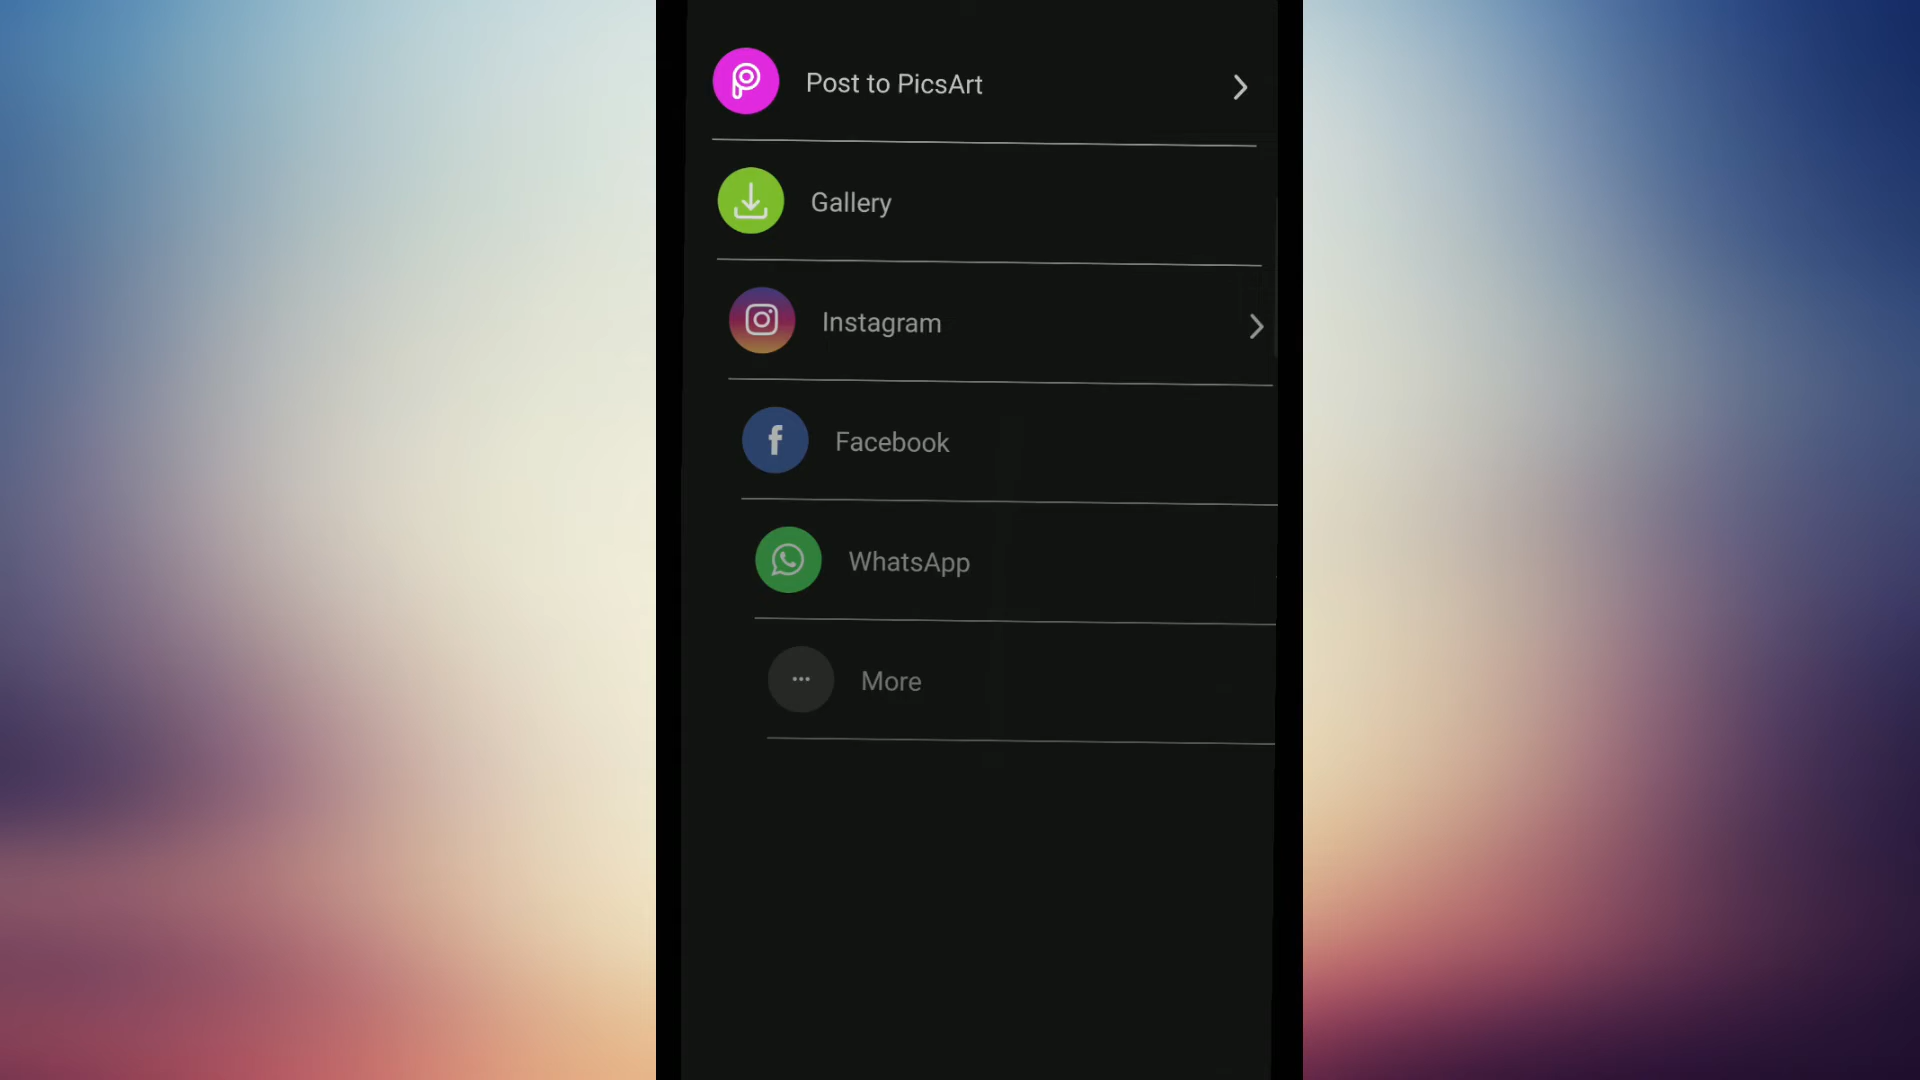 Post to PicsArt
Gallery
Instagram
Facebook
WhatsApp
More